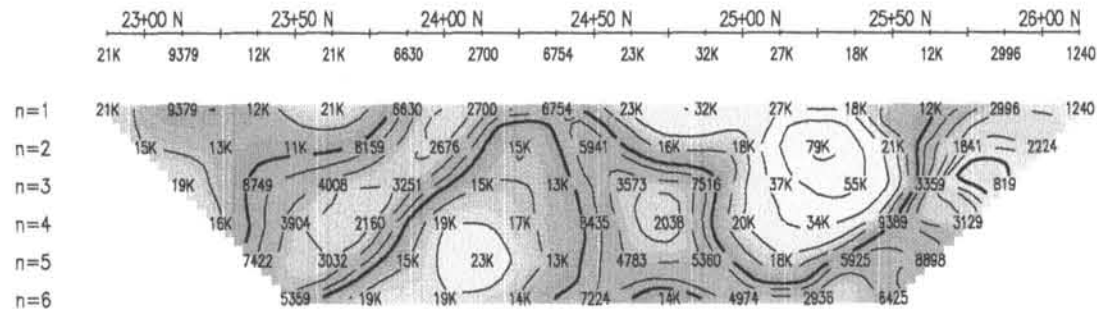 23+00 N 23+50 N 24+00 N 24+50 N 25+00 N 25+50 N 26+00 N
21K 9379 12K 21K 6630 2700 6754 23K 32K 27K 18K 12K 2996 1240
n=1 21K 9379 12K 21K 6630 2700 6754 23K 32K 27K 18K 12K 2996 1240
n=2 15K 13K 11K 8159 2676 15K 5941 16K 18K 79K 21K 1841 2224
n=3 19K 8749 4008 3251 15K 13K 3573 7516 37K 55K 3359 819
n=4 16K 3904 2160 19K 17K 8435 2038 20K 34K 9389 3129
n=5 7422 3032 15K 23K 13K 4783 5360 18K 5925 8898
n=6 5359 19K 19K 14K 7224 14K 4974 2936 6425